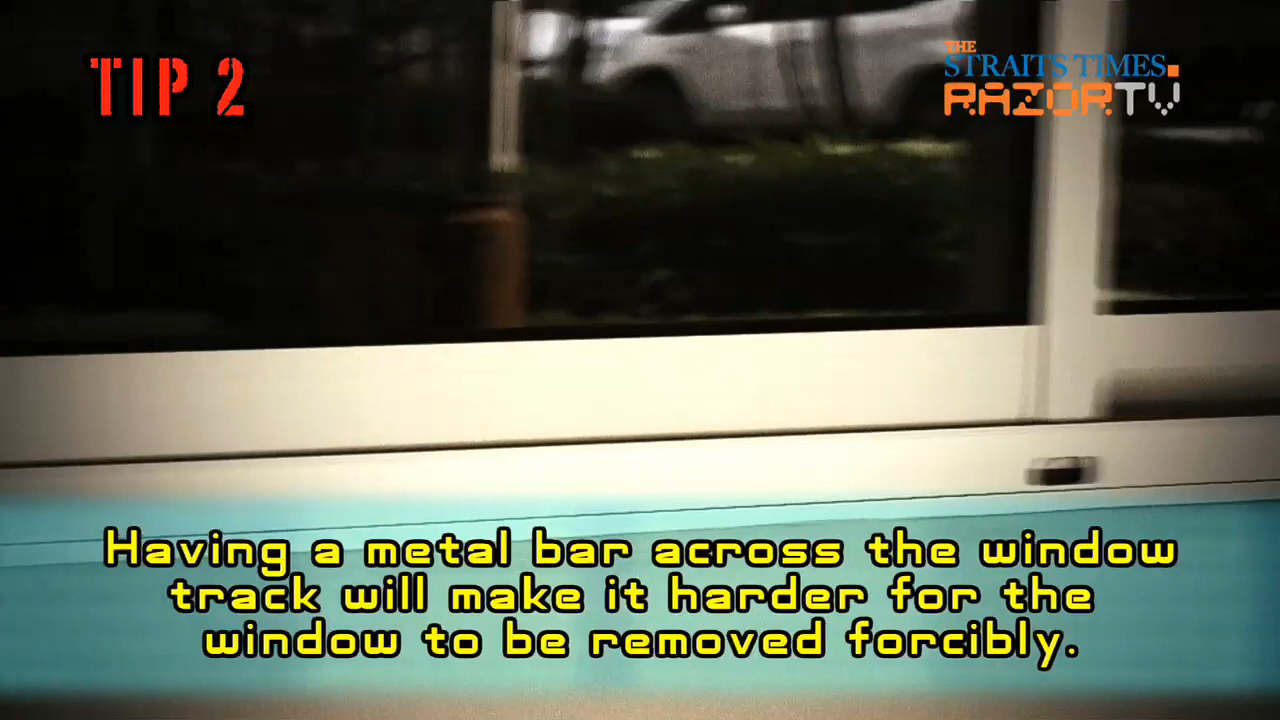 TIP 2
THE
STRAITS TIMES
RAZORTV
Having a metal bar across the window
track will make it harder for the
window to be removed forcibly.